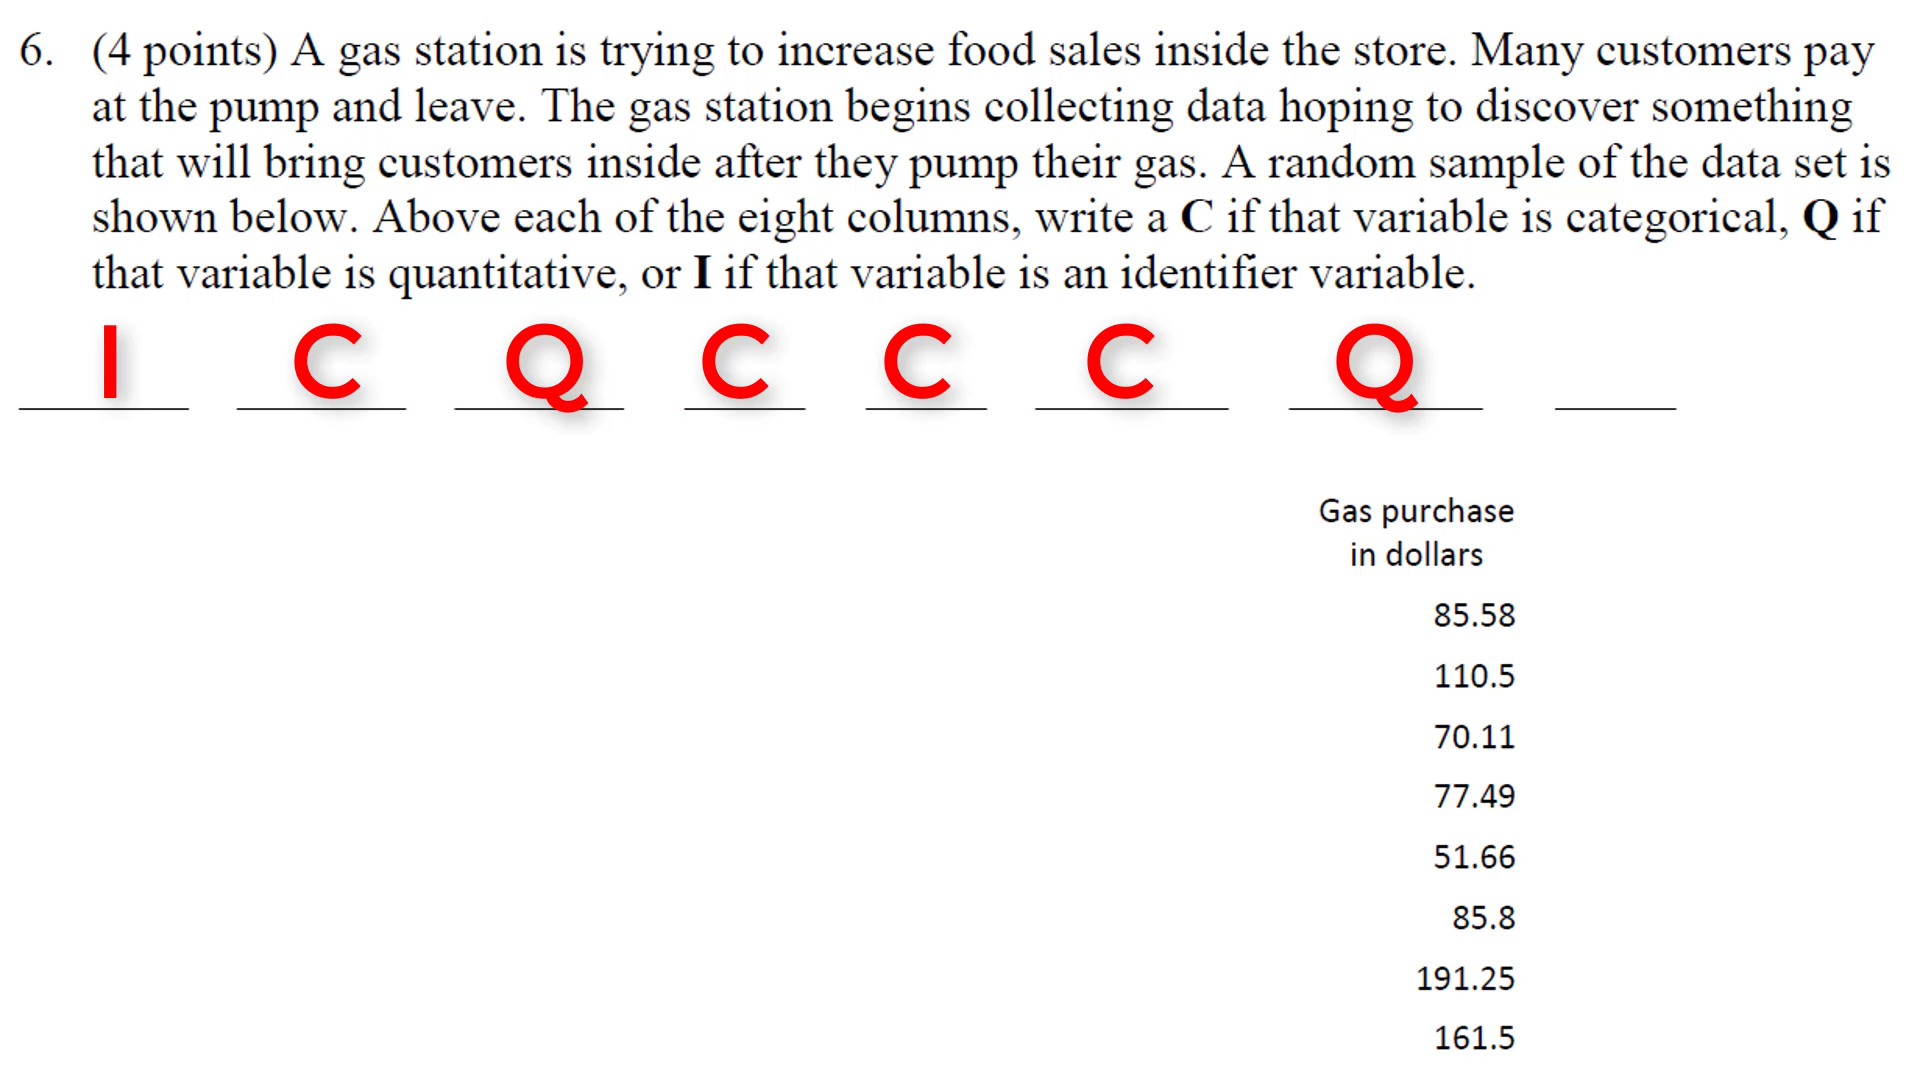 6. (4 points) A gas station is trying to increase food sales inside the store. Many customers pay
at the pump and leave. The gas station begins collecting data hoping to discover something
that will bring customers inside after they pump their gas. A random sample of the data set is
shown below. Above each of the eight columns, write a C if that variable is categorical, Q if
that variable is quantitative, or I if that variable is an identifier variable.
I C Q C C C Q
Gas purchase
in dollars
85.58
110.5
70.11
77.49
51.66
85.8
191.25
161.5